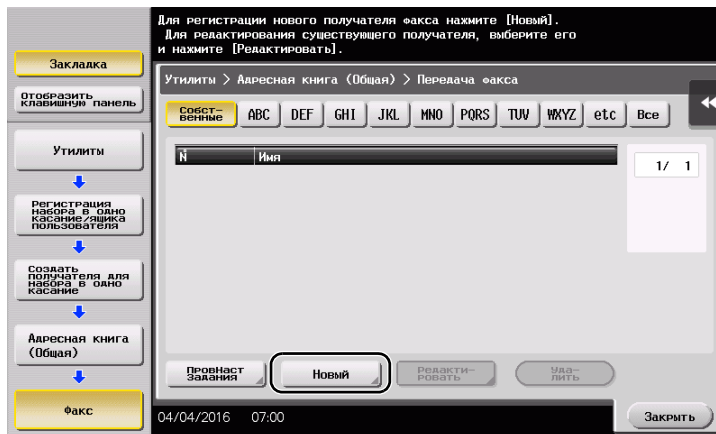 Для регистрации нового получателя факса нажмите [Новый].
Для редактирования существующего получателя, выберите его
и нажмите [Редактировать].
Закладка
Отобразить
клавишную панель
Утилиты
Регистрация
набора в одно
касание/ящика
пользователя
Создать
получателя для
набора в одно
касание
Адресная книга
(Общая)
Факс
Утилиты > Адресная книга (Общая) > Передача факса
Собст-
венные
ABC
DEF
GHI
JKL
MNO
PQRS
TUV
WXYZ
etc
Все
N Имя
1/ 1
ПровНаст
Задания
Новый
Редакти-
ровать
Уда-
лить
04/04/2016 07:00
Закрыть